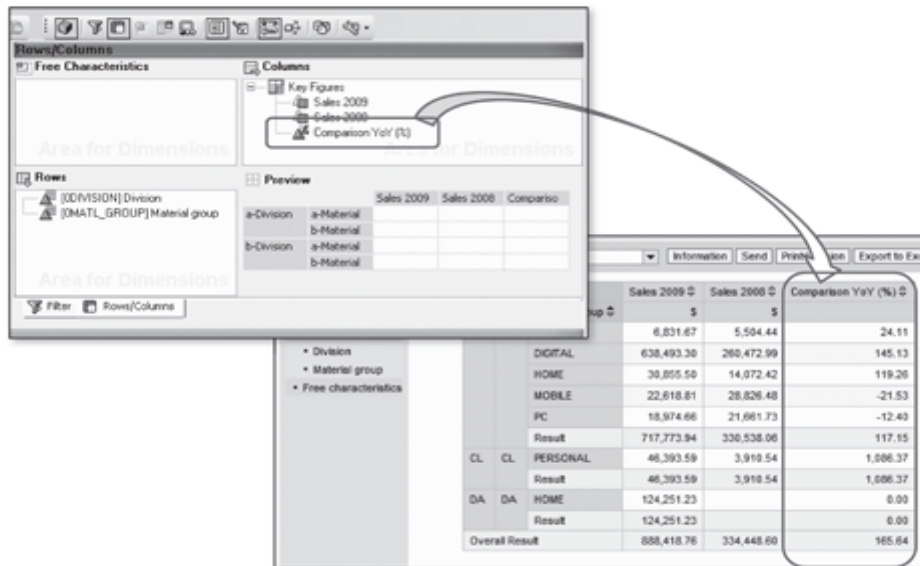 Rows/Columns
Free Characteristics
Columns
Key Figures
Sales 2009
Sales 2008
Comparison YoY (%)
Area for Dimensions
Area for Dimensions
Rows
[0DIVISION] Division
[0MATL_GROUP] Material group
Area for Dimensions
Preview
Sales 2009 Sales 2008 Compariso
a-Division a-Material
b-Material
b-Division a-Material
b-Material
Filter Rows/Columns
Information Send Export to Ex
Sales 2009 Sales 2008 Comparison YoY (%)
$ $
6,831.67 5,504.44 24.11
DIGITAL 638,493.30 260,472.99 145.13
HOME 30,855.50 14,072.42 119.26
MOBILE 22,618.81 28,826.48 -21.53
PC 18,974.66 21,661.73 -12.40
Result 717,773.94 330,538.06 117.15
CL CL PERSONAL 46,393.59 3,910.54 1,086.37
Result 46,393.59 3,910.54 1,086.37
DA DA HOME 124,251.23 0.00
Result 124,251.23 0.00
Overall Result 888,418.76 334,448.60 165.64
Division
Material group
Free characteristics